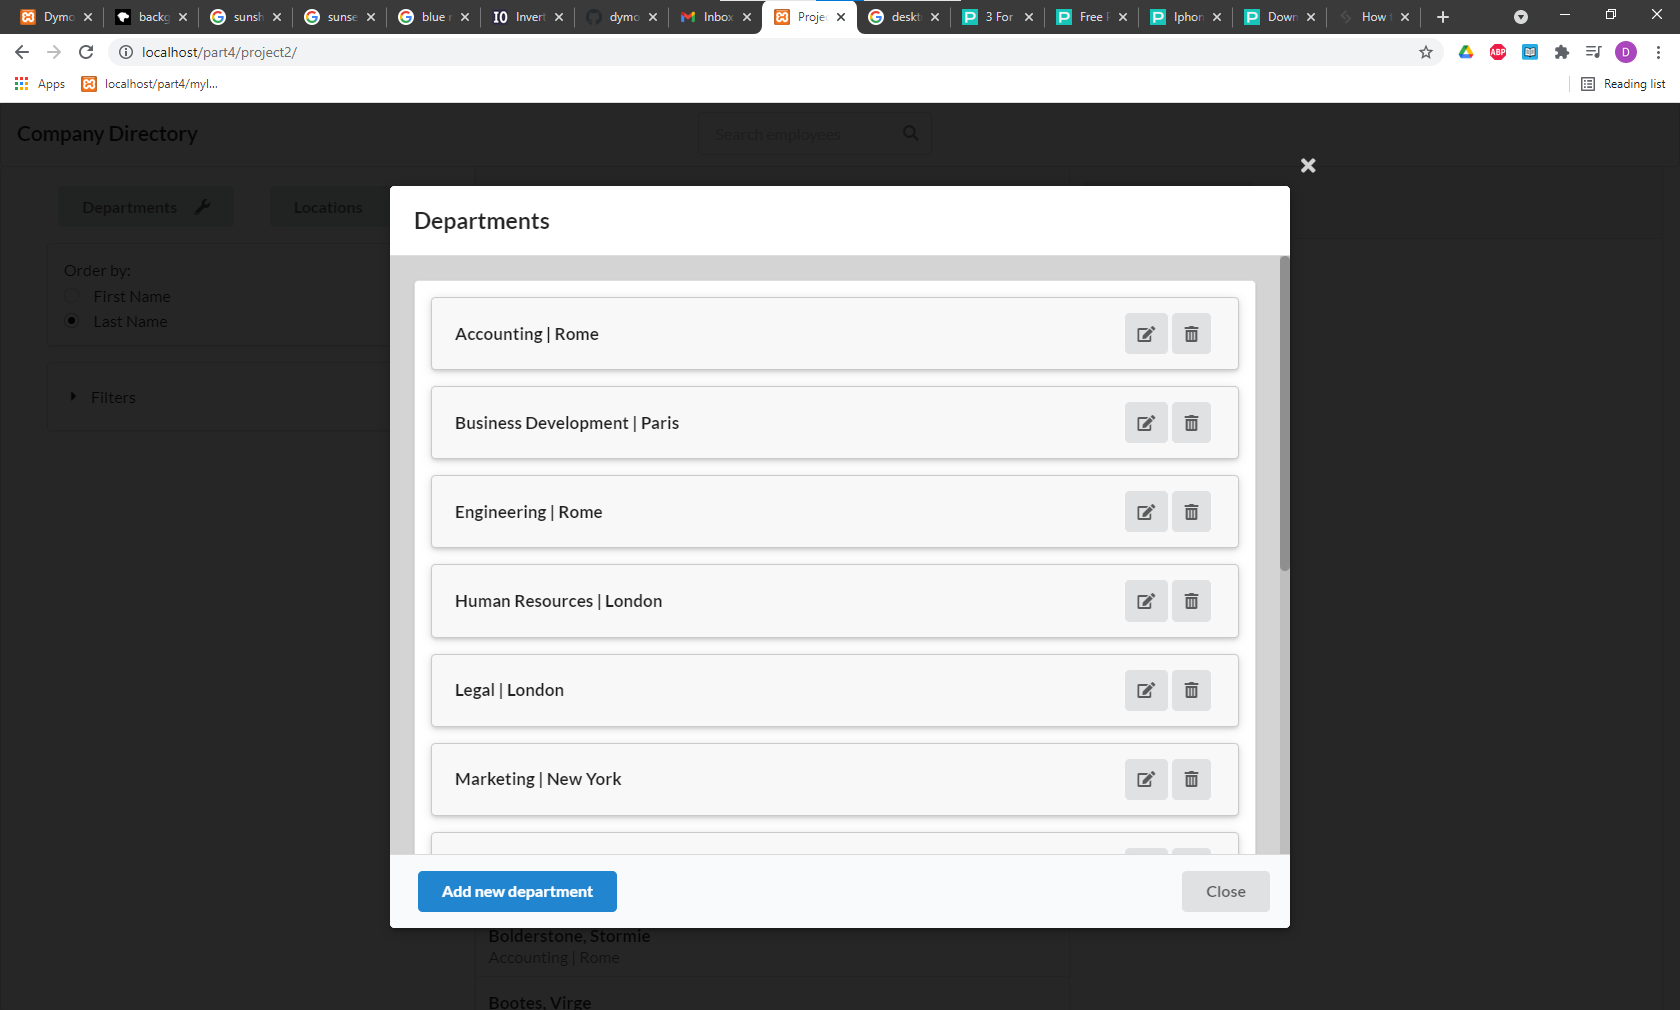 Dymo
backg
sunsh
sunse
blue r
Invert
dymo
Inbox
Proje
deskt
3 For
Free P
Iphon
Down
How t
localhost/part4/project2/
ABP
D
Apps
localhost/part4/myl...
Reading list
Company Directory
Search employees
Departments
Locations
Order by:
First Name
Last Name
Filters
Departments
Accounting | Rome
Business Development | Paris
Engineering | Rome
Human Resources | London
Legal | London
Marketing | New York
Add new department
Close
Bolderstone, Stormie
Accounting | Rome
Bootes, Virge